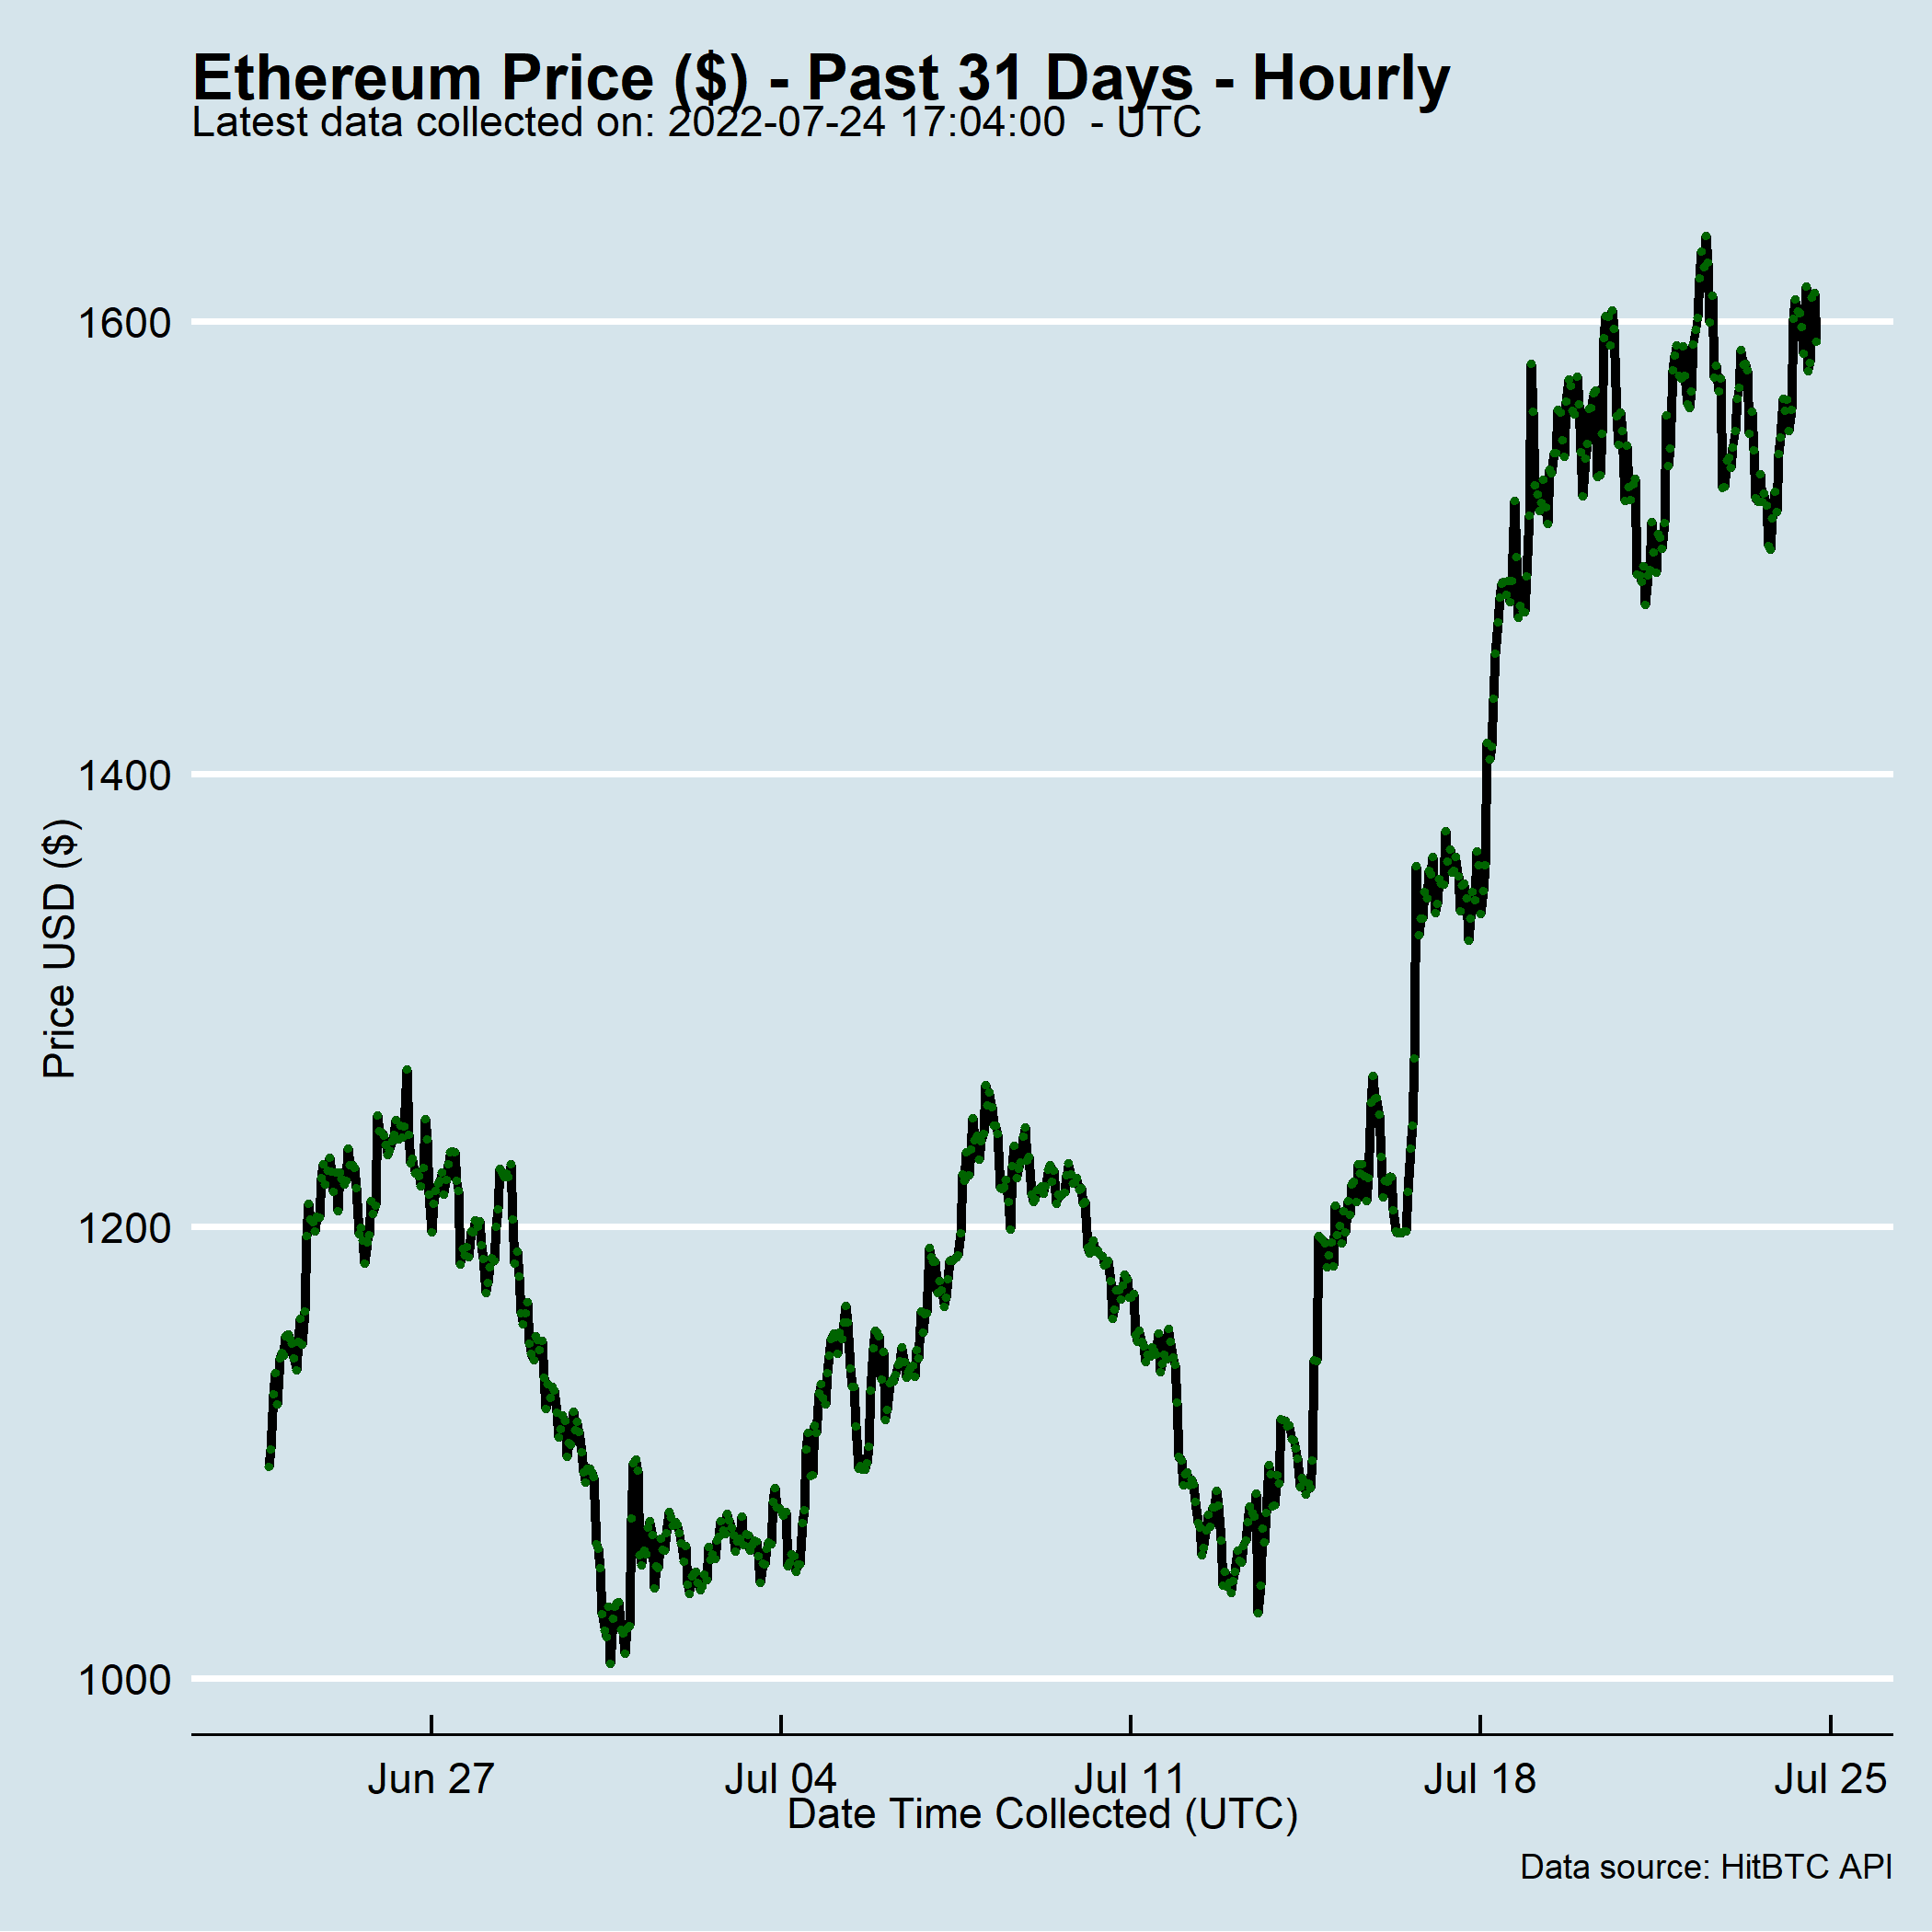 Ethereum Price ($) - Past 31 Days - Hourly
Latest data collected on: 2022-07-24 17:04:00  - UTC
1600
1400
1200
1000
Price USD ($)
Jun 27
Jul 04
Jul 11
Jul 18
Jul 25
Date Time Collected (UTC)
Data source: HitBTC API